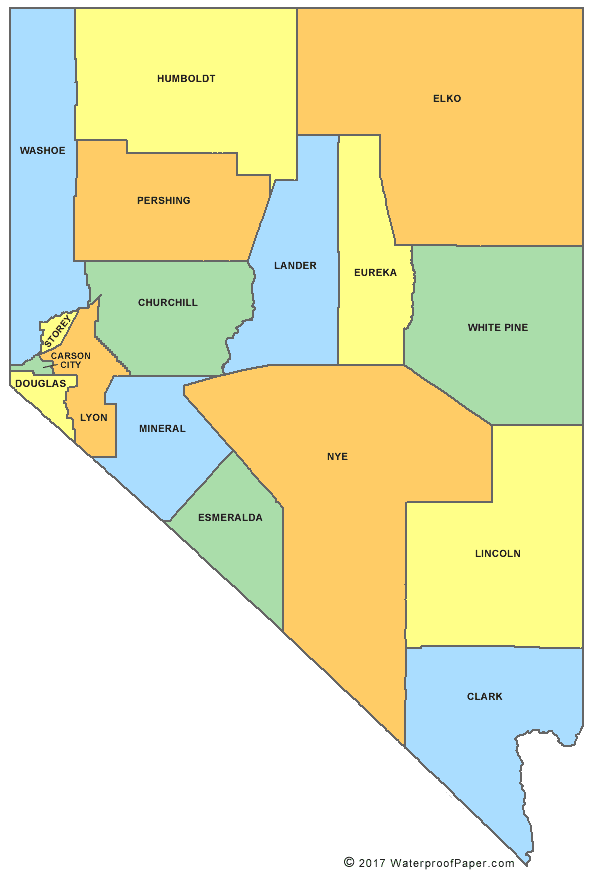 HUMBOLDT
ELKO
WASHOE
PERSHING
LANDER
EUREKA
CHURCHILL
WHITE PINE
STOREY
CARSON
CITY
DOUGLAS
LYON
MINERAL
NYE
ESMERALDA
LINCOLN
CLARK
© 2017 WaterproofPaper.com